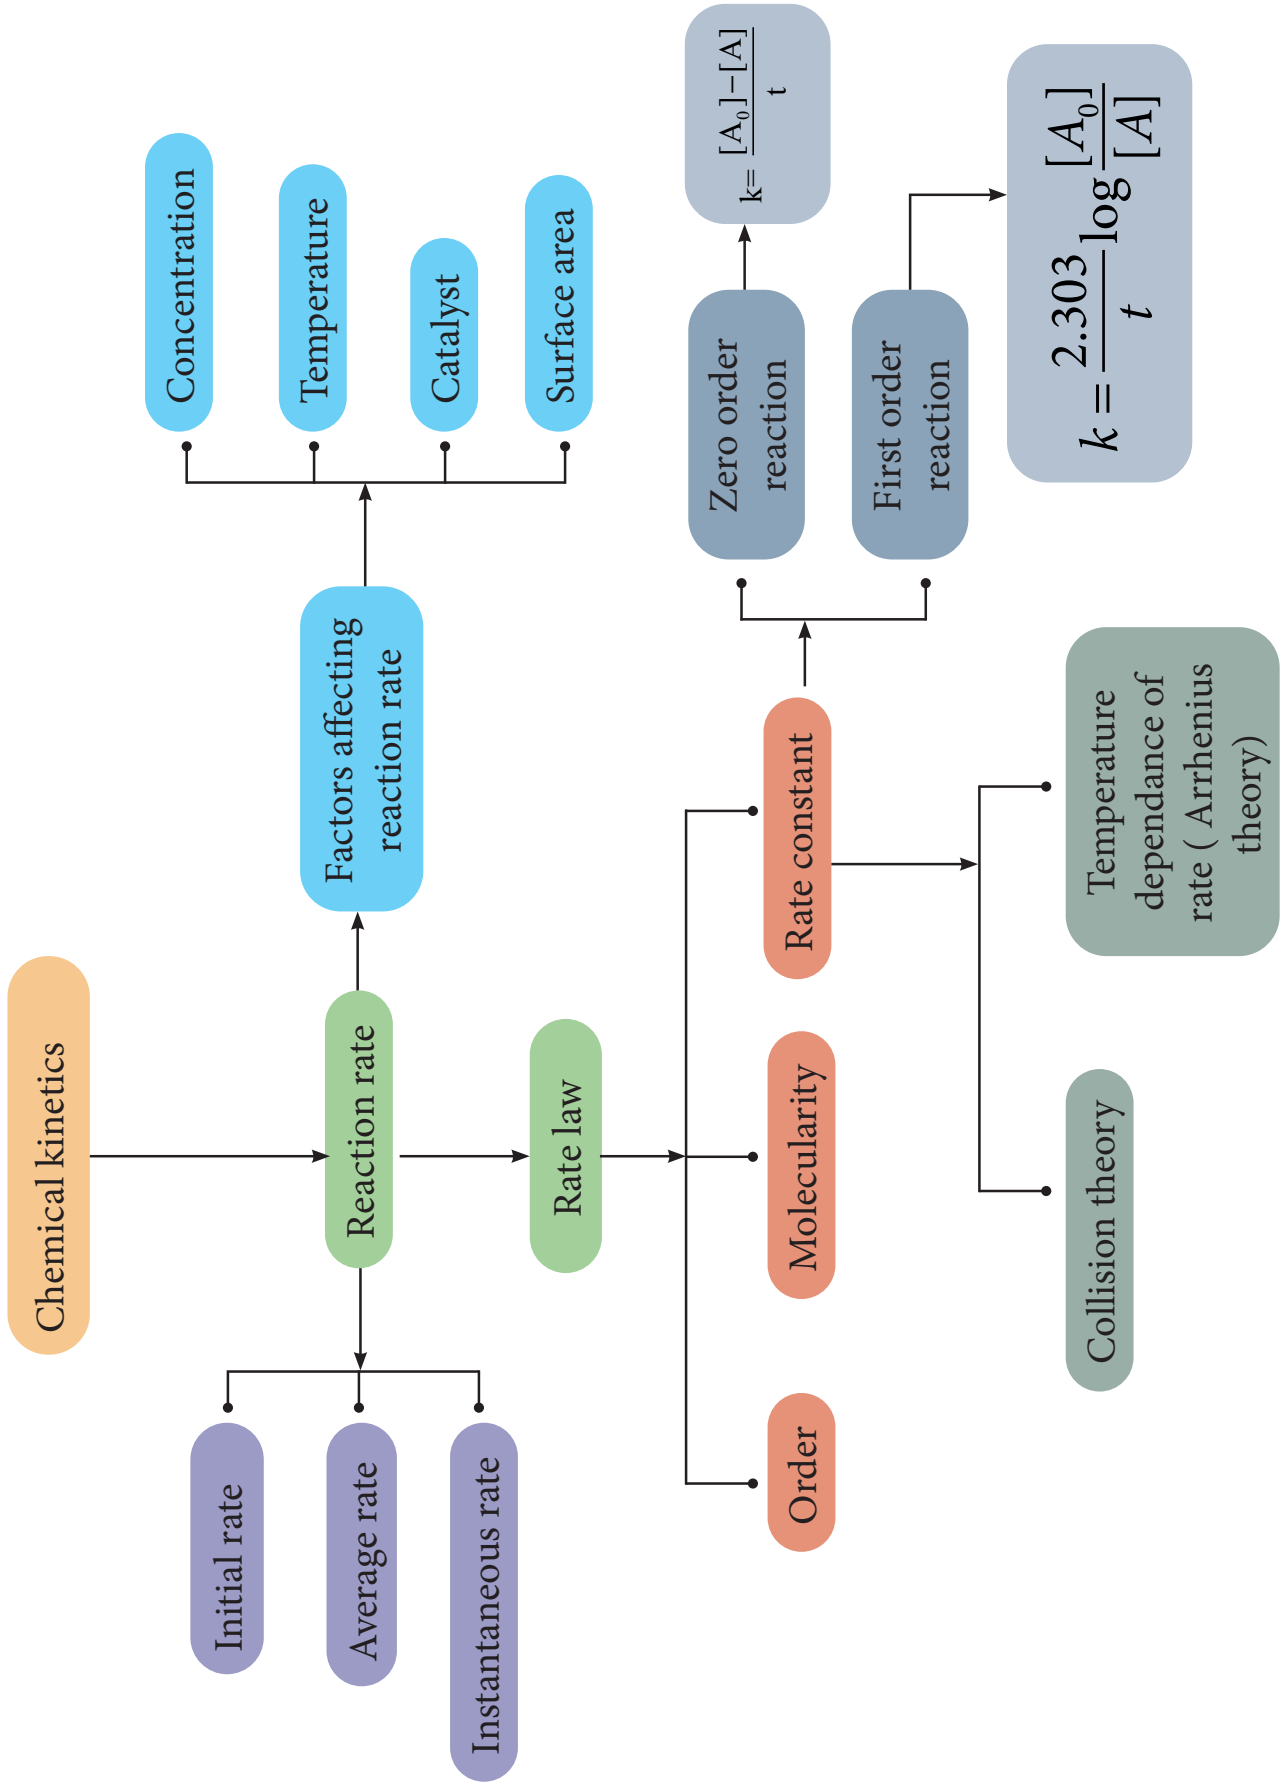 Chemical kinetics
Initial rate
Average rate
Instantaneous rate
Reaction rate
Factors affecting
reaction rate
Concentration
Temperature
Catalyst
Surface area
Rate law
Order
Molecularity
Rate constant
Zero order
reaction
k= [A₀]−[A] / t
First order
reaction
k = 2.303 / t log [A₀] / [A]
Collision theory
Temperature
dependance of
rate ( Arrhenius
theory)